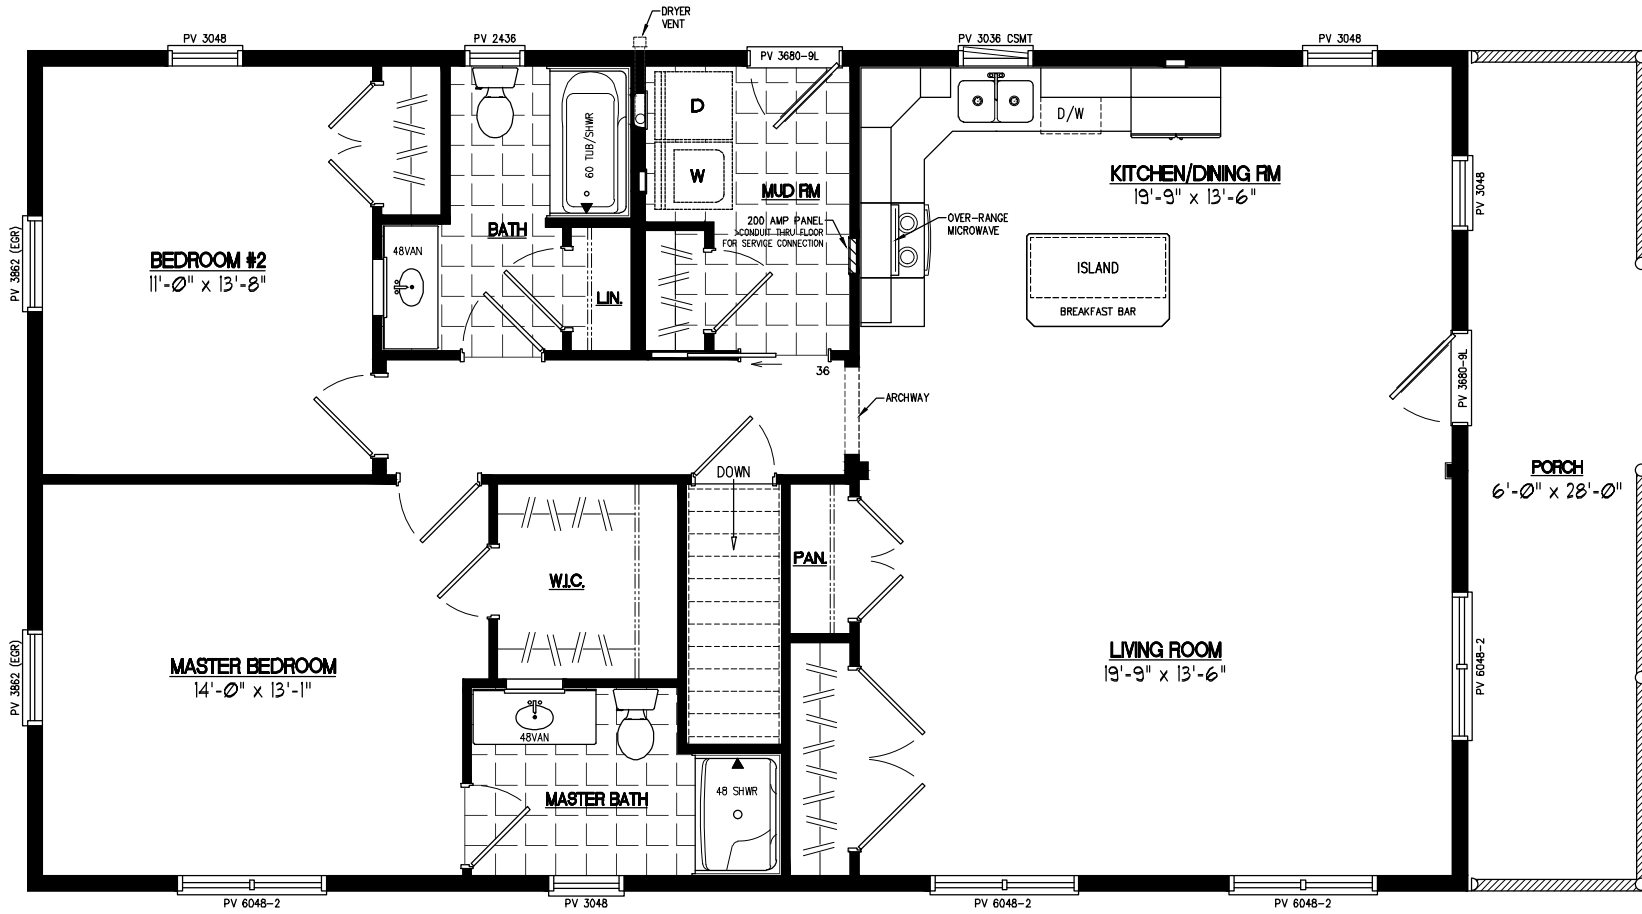 DRYER
VENT
PV 3048
PV 2436
PV 3680-9L
PV 3036 CSMT
PV 3048
D
W
60 TUB/SHWR
D/W
MUD RM
KITCHEN/DINING RM
19'-9" x 13'-6"
PV 3048
200 AMP PANEL
>CONDUIT THRU FLOOR
FOR SERVICE CONNECTION
OVER-RANGE
MICROWAVE
BATH
48VAN
BEDROOM #2
11'-0" x 13'-8"
PV 3862 (EGR)
LIN.
ISLAND
BREAKFAST BAR
36
ARCHWAY
PV 3680-9L
DOWN
PORCH
6'-0" x 28'-0"
PAN.
W.I.C.
MASTER BEDROOM
14'-0" x 13'-1"
PV 3862 (EGR)
LIVING ROOM
19'-9" x 13'-6"
PV 6048-2
48VAN
MASTER BATH
48 SHWR
PV 6048-2
PV 3048
PV 6048-2
PV 6048-2